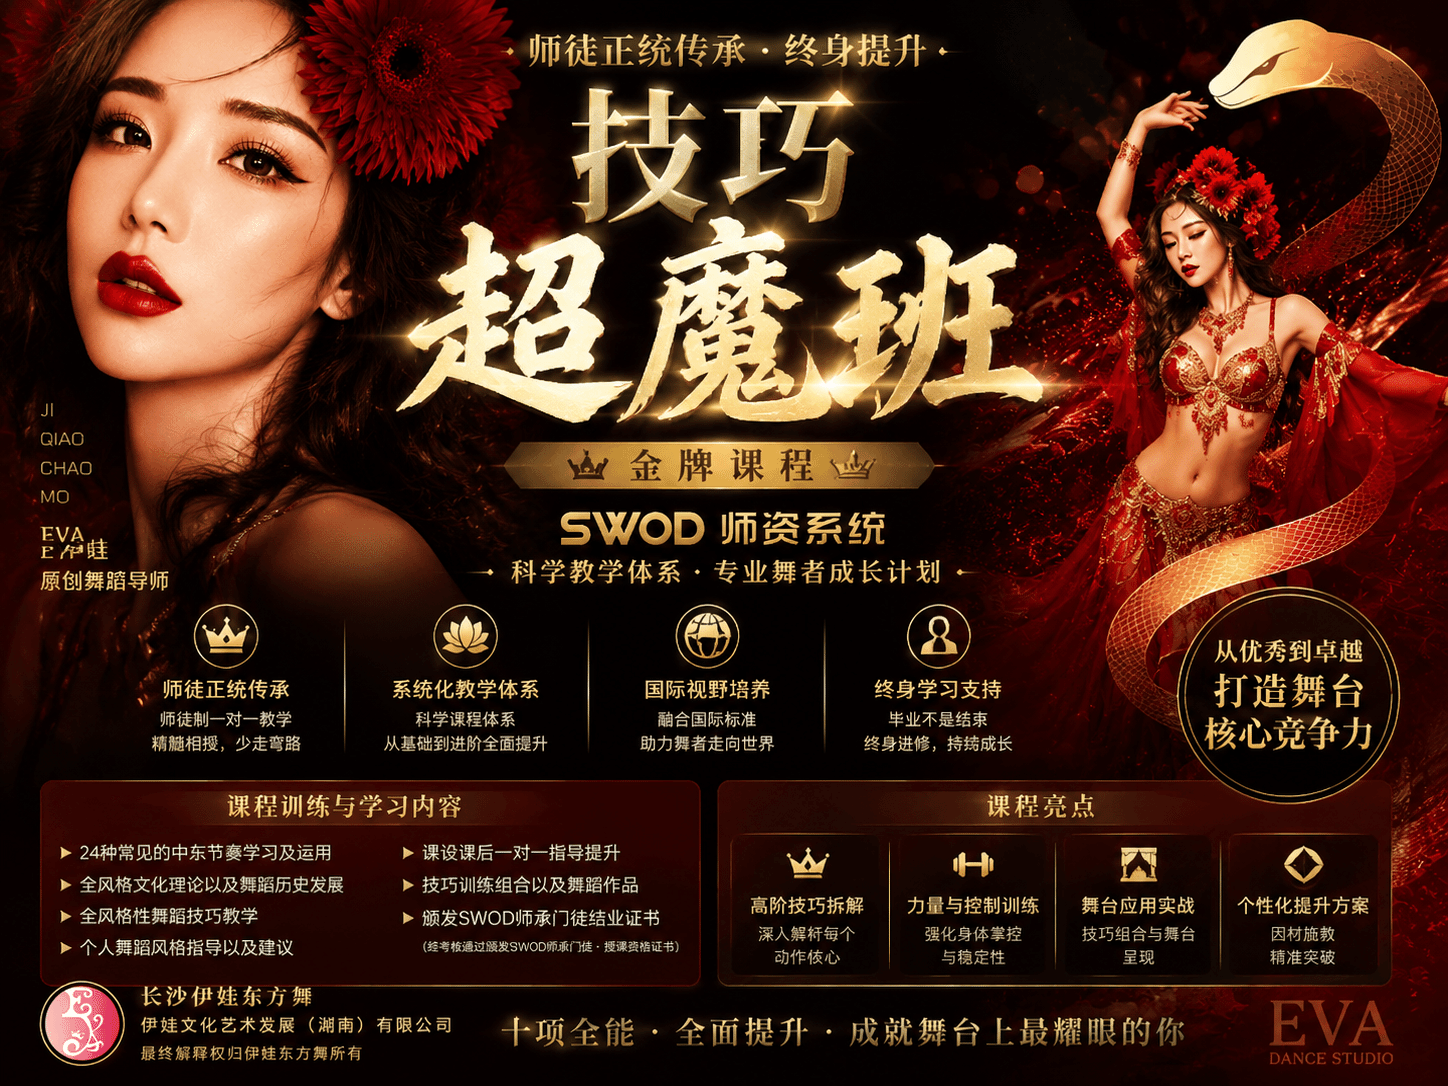 师徒正统传承 · 终身提升
技巧
超魔班
金牌课程
SWOD 师资系统
科学教学体系 · 专业舞者成长计划
JI
QIAO
CHAO
MO
EVA
E 伊蛙
原创舞蹈导师
师徒正统传承
师徒制一对一教学
精髓相授，少走弯路
系统化教学体系
科学课程体系
从基础到进阶全面提升
国际视野培养
融合国际标准
助力舞者走向世界
终身学习支持
毕业不是结束
终身进修，持续成长
从优秀到卓越
打造舞台
核心竞争力
课程训练与学习内容
24种常见的中东节奏学习及运用
全风格文化理论以及舞蹈历史发展
全风格性舞蹈技巧教学
个人舞蹈风格指导以及建议
课设课后一对一指导提升
技巧训练组合以及舞蹈作品
颁发SWOD师承门徒结业证书
(经考核通过颁发SWOD师承门徒 · 授课资格证书)
课程亮点
高阶技巧拆解
深入解析每个
动作核心
力量与控制训练
强化身体掌控
与稳定性
舞台应用实战
技巧组合与舞台
呈现
个性化提升方案
因材施教
精准突破
长沙伊娃东方舞
伊娃文化艺术发展（湖南）有限公司
最终解释权归伊娃东方舞所有
十项全能 · 全面提升 · 成就舞台上最耀眼的你
EVA
DANCE STUDIO